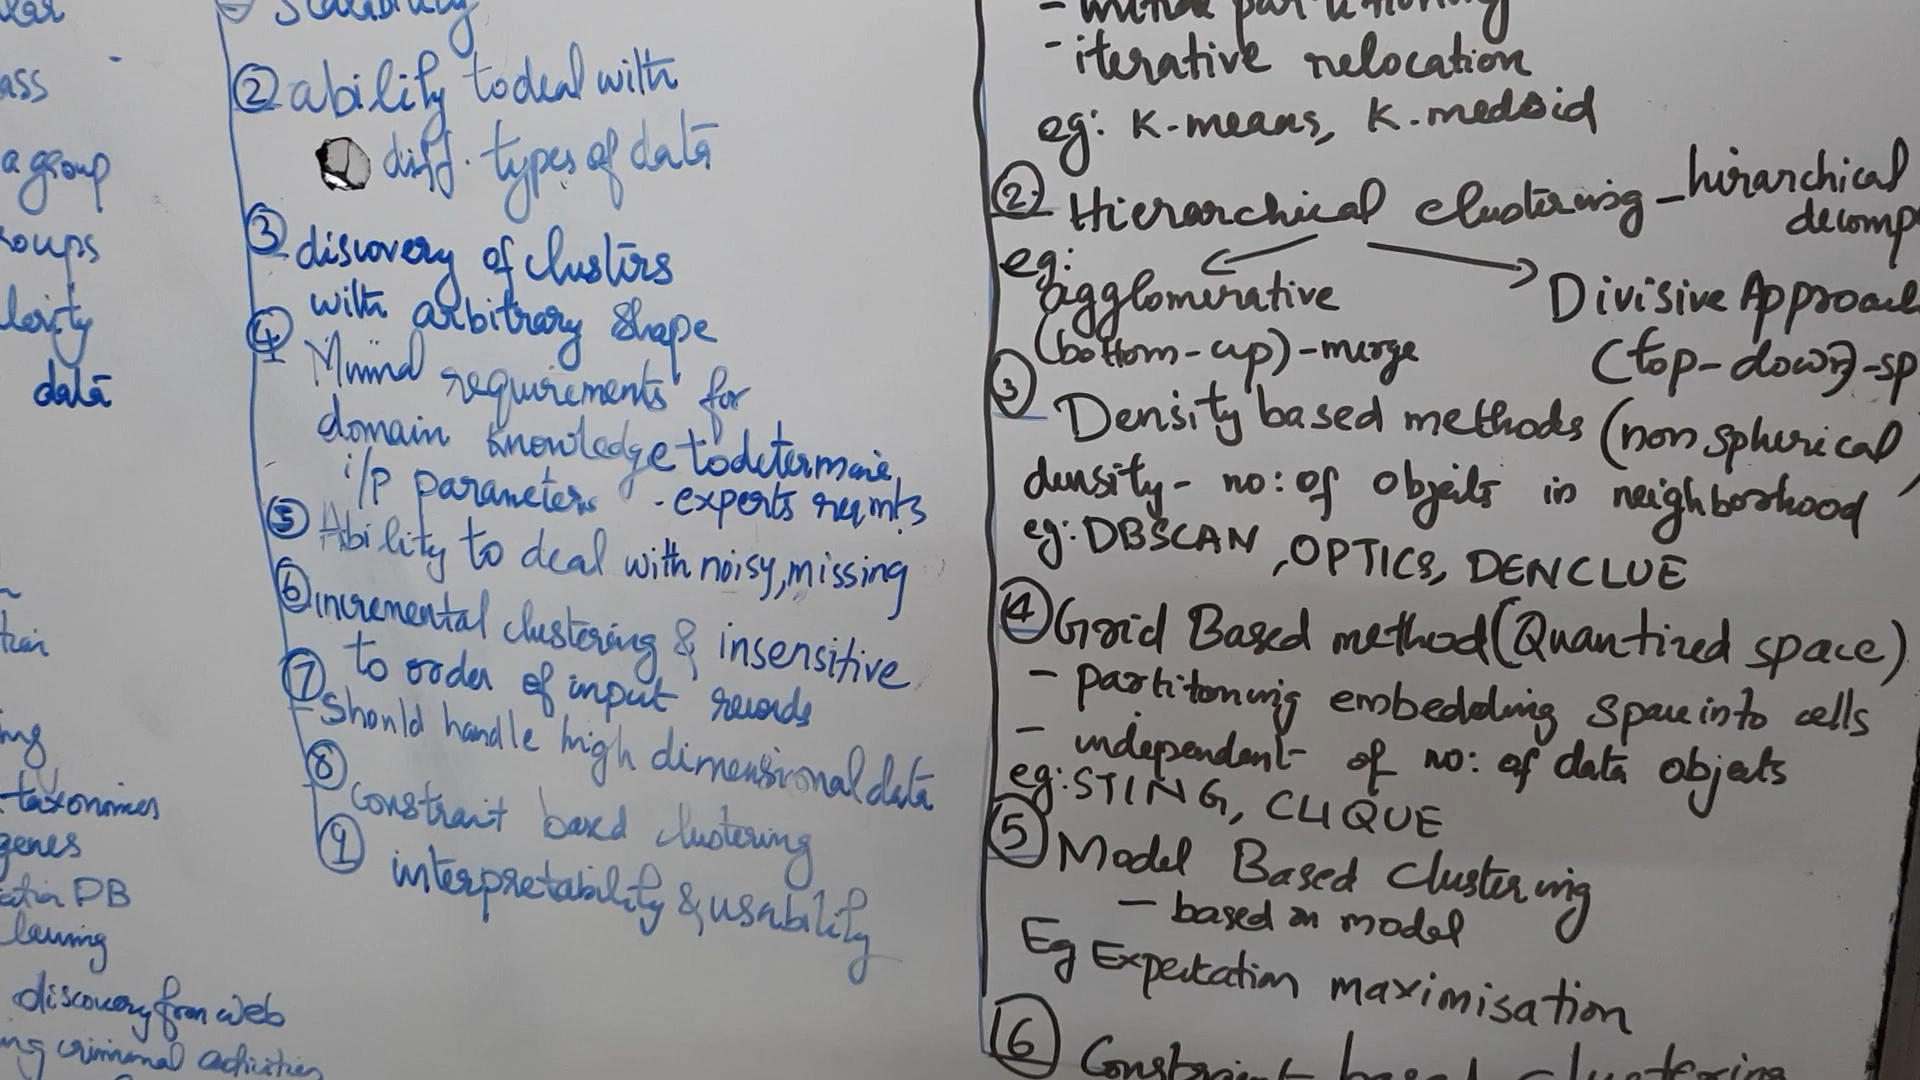 ass
a group
data
taxonomies
genes
DB
discovery from web
criminal activities
② ability to deal with
diff. types of data
③ discovery of clusters
with arbitrary shape
④ requirements for
domain knowledge to determine
i/p parameters - experts
⑤ Ability to deal with noisy, missing
⑥ incremental clustering & insensitive
to order of input records
⑦ - Should handle high dimensional data
⑧ constraint based clustering
⑨ interpretability & usability
- iterative relocation
eg: K-means, K-medoid
② Hierarchical clustering - hirarchical
decomp
eg:
agglomerative Divisive Approach
(bottom-up) - merge (top-down) - sp
③ Density based methods (non spherical)
density - no: of objects in neighborhood
eg: DBSCAN, OPTICS, DENCLUE
④ Grid Based method (Quantized space)
- partitioning embedding space into cells
- independent of no: of data objects
eg: STING, CLIQUE
⑤ Model Based Clustering
- based on model
Eg Expectation maximisation
⑥ Constraint based clustering